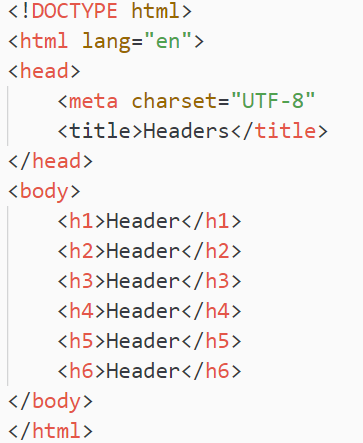 <!DOCTYPE html>
<html lang="en">
<head>
    <meta charset="UTF-8"
    <title>Headers</title>
</head>
<body>
    <h1>Header</h1>
    <h2>Header</h2>
    <h3>Header</h3>
    <h4>Header</h4>
    <h5>Header</h5>
    <h6>Header</h6>
</body>
</html>